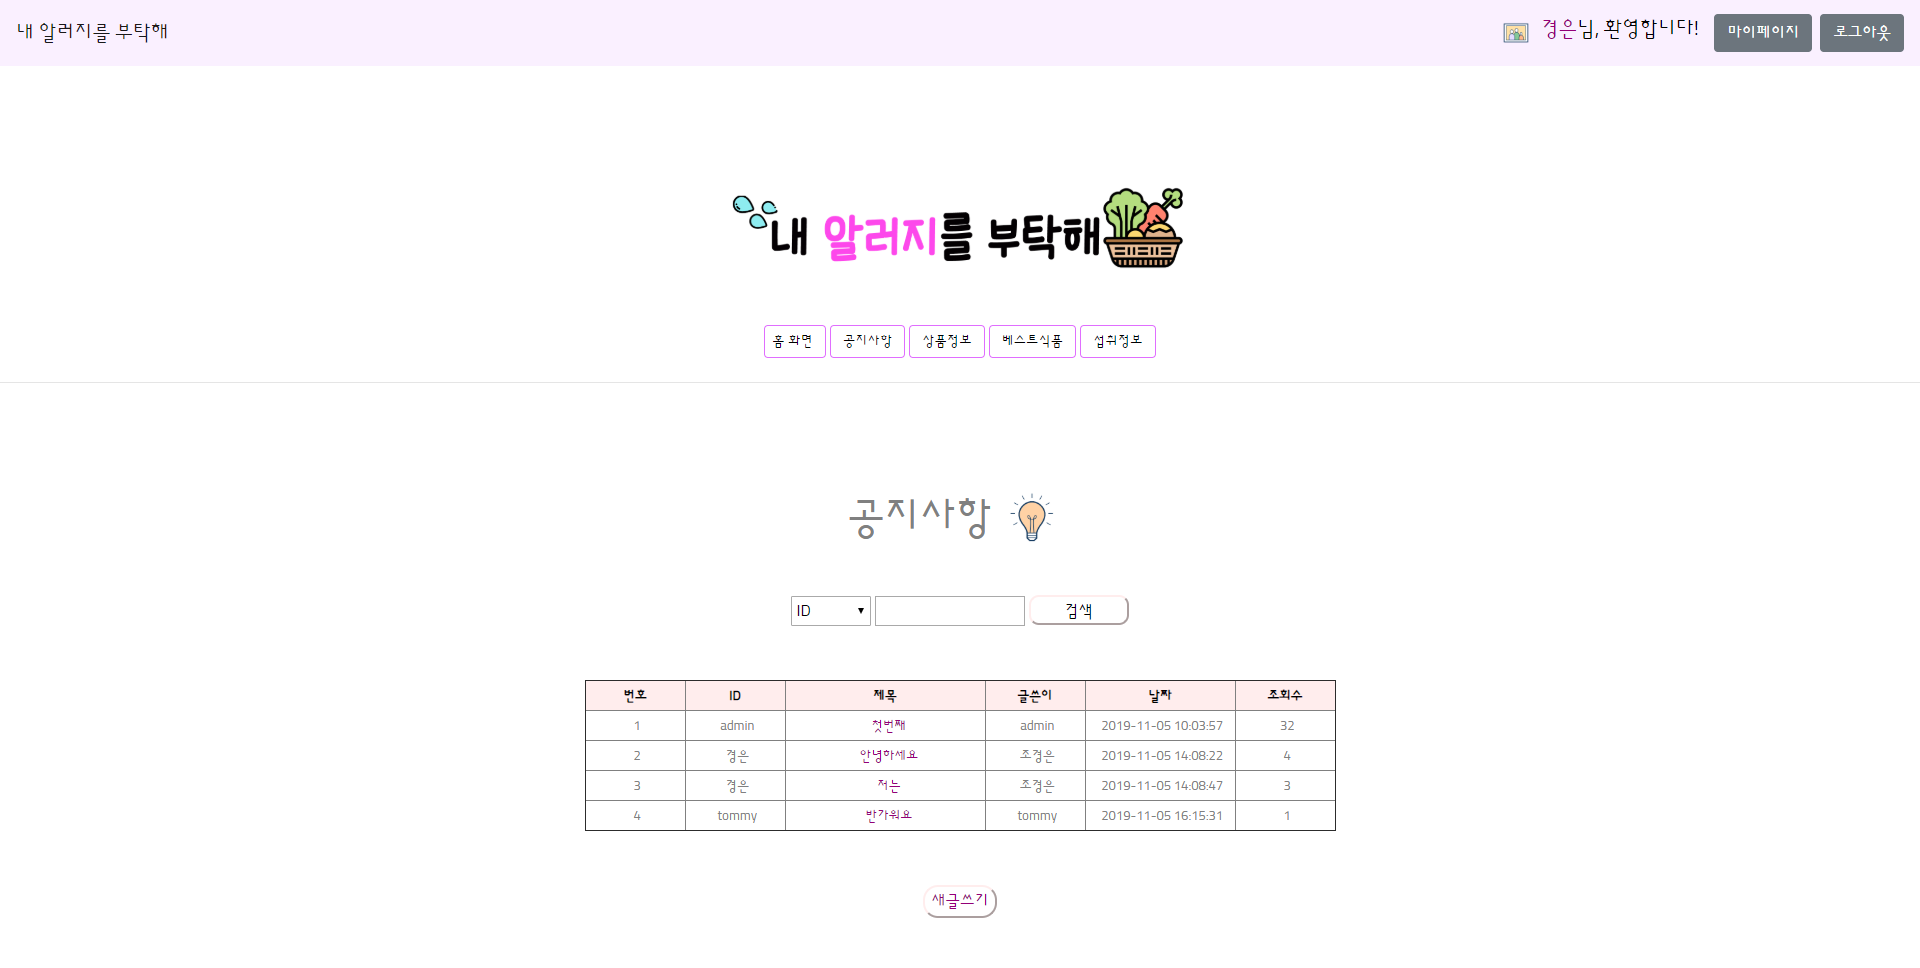 내 알러지를 부탁해
경은님, 환영합니다! 마이페이지 로그아웃
내 알러지를 부탁해
홈 화면 공지사항 상품정보 베스트식품 섭취정보
공지사항
ID 검색
번호 ID 제목 글쓴이 날짜 조회수
1 admin 첫번째 admin 2019-11-05 10:03:57 32
2 경은 안녕하세요 조경은 2019-11-05 14:08:22 4
3 경은 저는 조경은 2019-11-05 14:08:47 3
4 tommy 반가워요 tommy 2019-11-05 16:15:31 1
새글쓰기